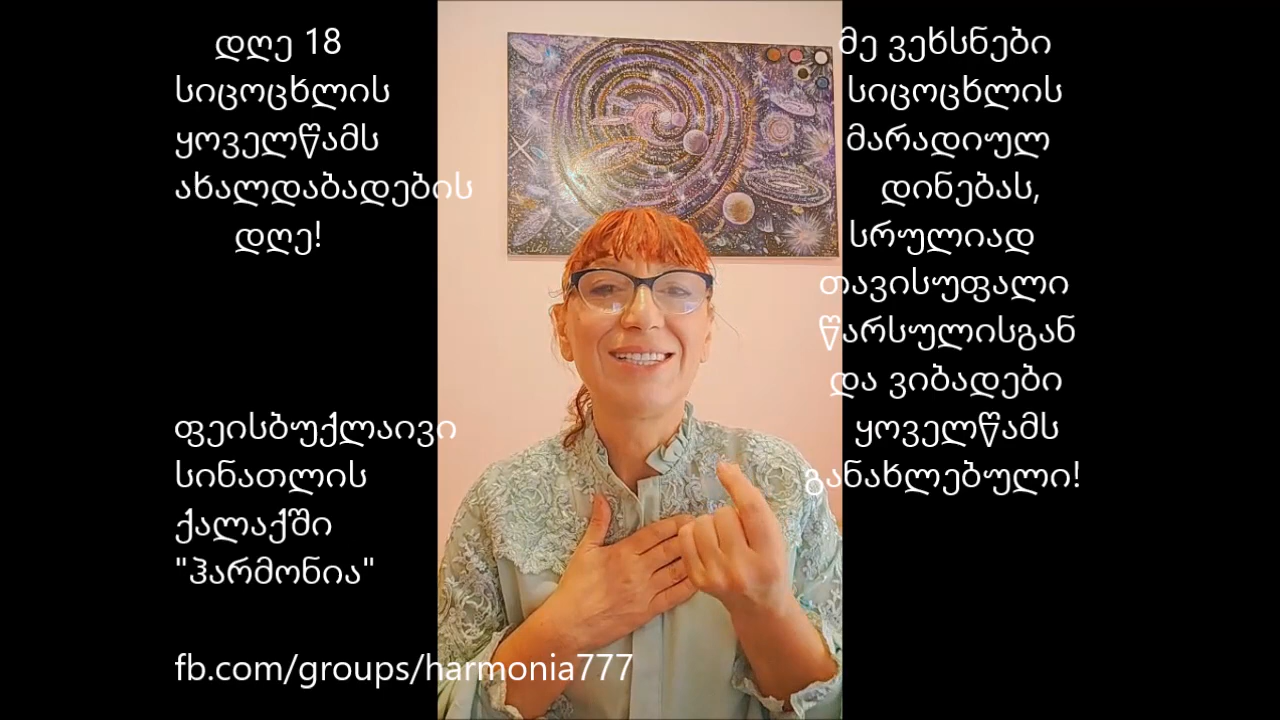 დღე 18
სიცოცხლის
ყოველწამს
ახალდაბადების
დღე!
ფეისბუქლაივი
სინათლის
ქალაქში
"ჰარმონია"
fb.com/groups/harmonia777
მე ვეხსნები
სიცოცხლის
მარადიულ
დინებას,
სრულიად
თავისუფალი
წარსულისგან
და ვიბადები
ყოველწამს
განახლებული!